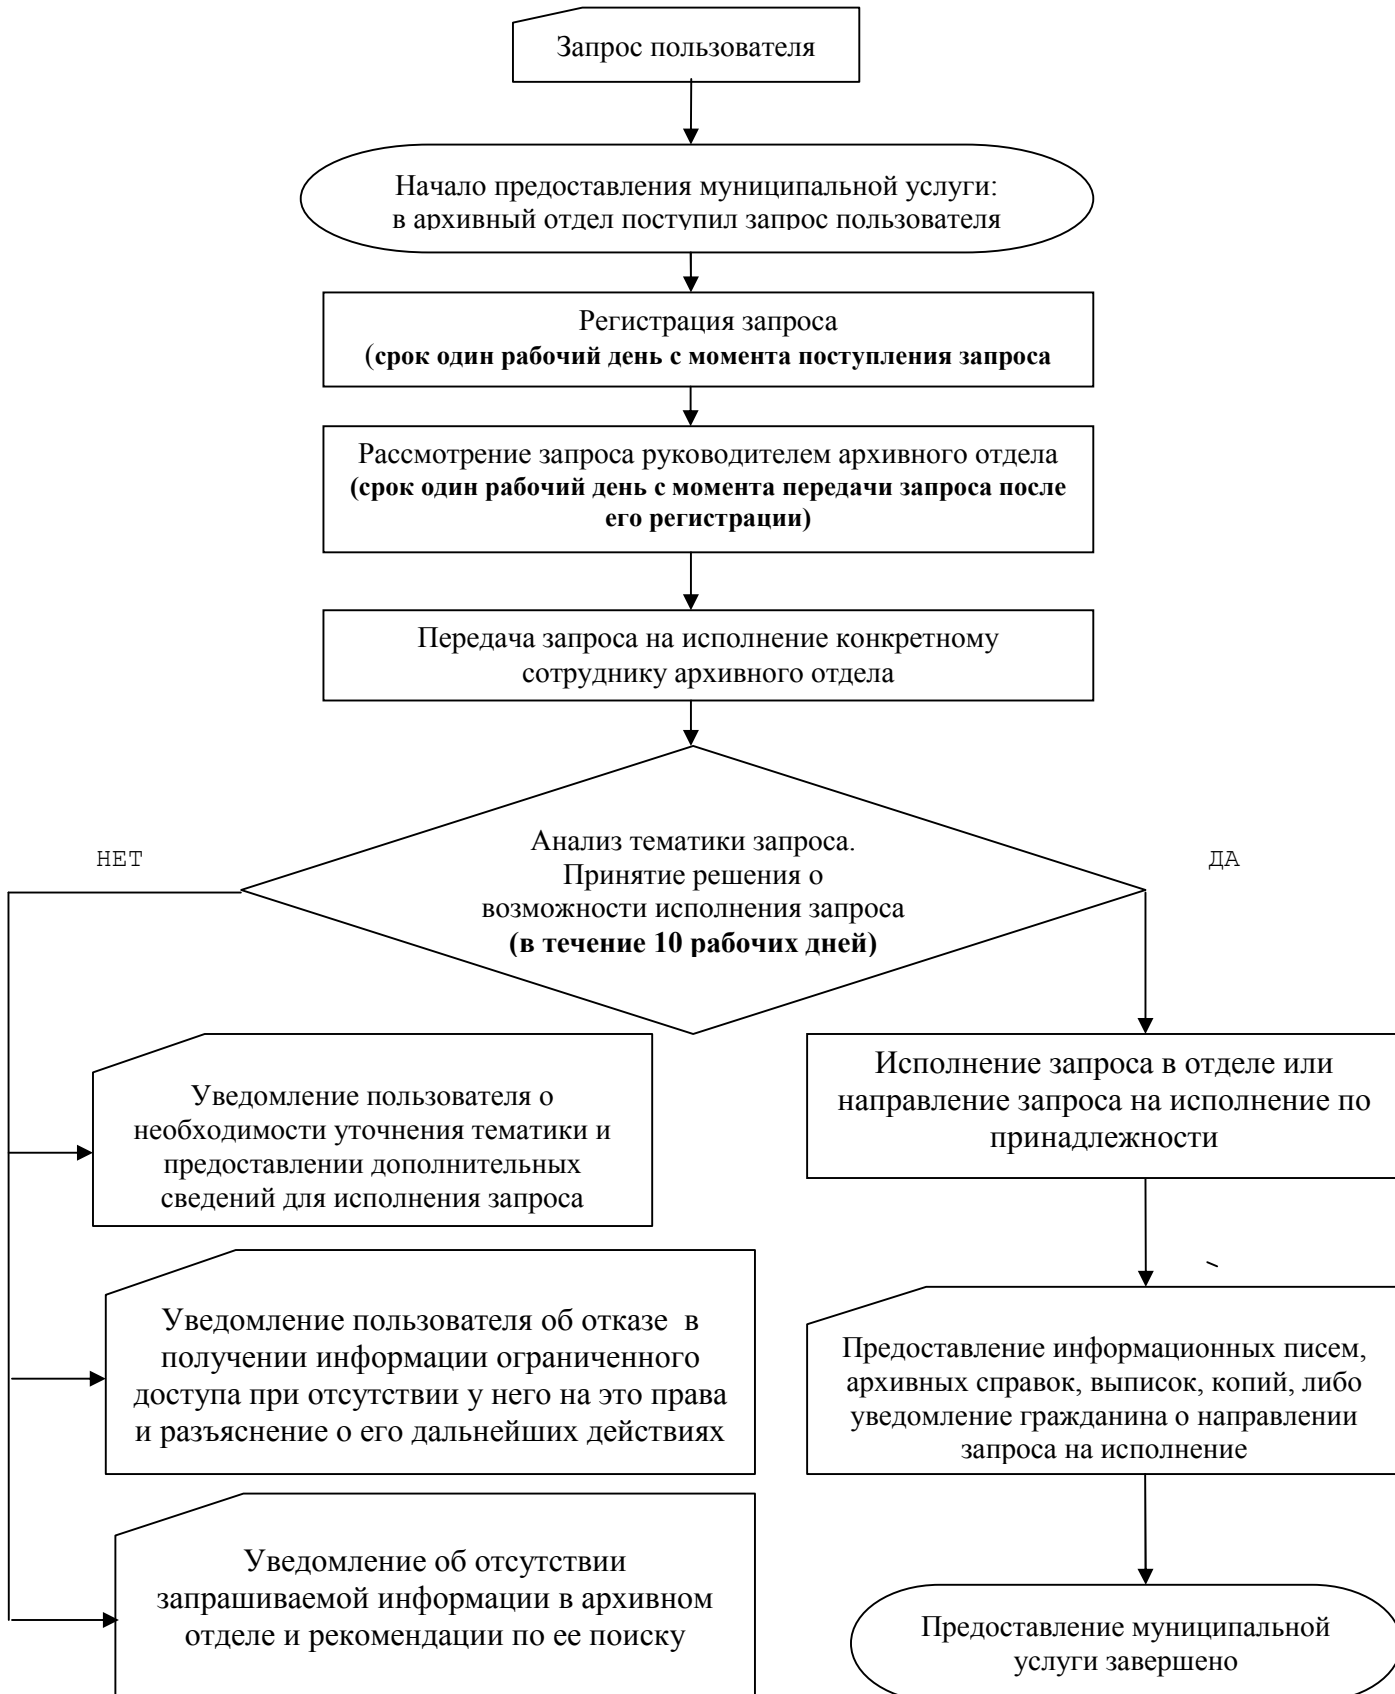 Запрос пользователя
Начало предоставления муниципальной услуги:
в архивный отдел поступил запрос пользователя
Регистрация запроса
(срок один рабочий день с момента поступления запроса
Рассмотрение запроса руководителем архивного отдела
(срок один рабочий день с момента передачи запроса после
его регистрации)
Передача запроса на исполнение конкретному
сотруднику архивного отдела
Анализ тематики запроса.
Принятие решения о
возможности исполнения запроса
(в течение 10 рабочих дней)
НЕТ
ДА
Уведомление пользователя о
необходимости уточнения тематики и
предоставлении дополнительных
сведений для исполнения запроса
Исполнение запроса в отделе или
направление запроса на исполнение по
принадлежности
Уведомление пользователя об отказе  в
получении информации ограниченного
доступа при отсутствии у него на это права
и разъяснение о его дальнейших действиях
Предоставление информационных писем,
архивных справок, выписок, копий, либо
уведомление гражданина о направлении
запроса на исполнение
Уведомление об отсутствии
запрашиваемой информации в архивном
отделе и рекомендации по ее поиску
Предоставление муниципальной
услуги завершено